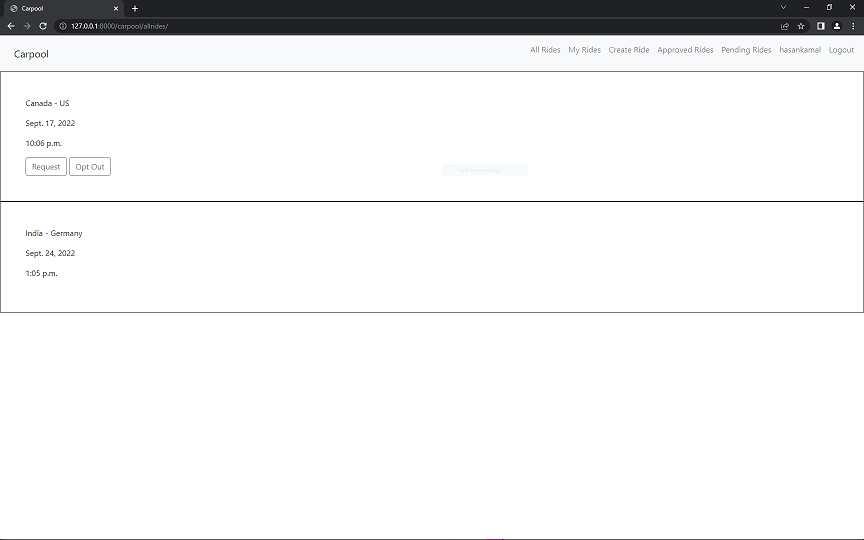 Carpool
127.0.0.1:8000/carpool/allrides/
Carpool
All Rides My Rides Create Ride Approved Rides Pending Rides hasankamal Logout
Canada - US
Sept. 17, 2022
10:06 p.m.
Request Opt Out
India - Germany
Sept. 24, 2022
1:05 p.m.